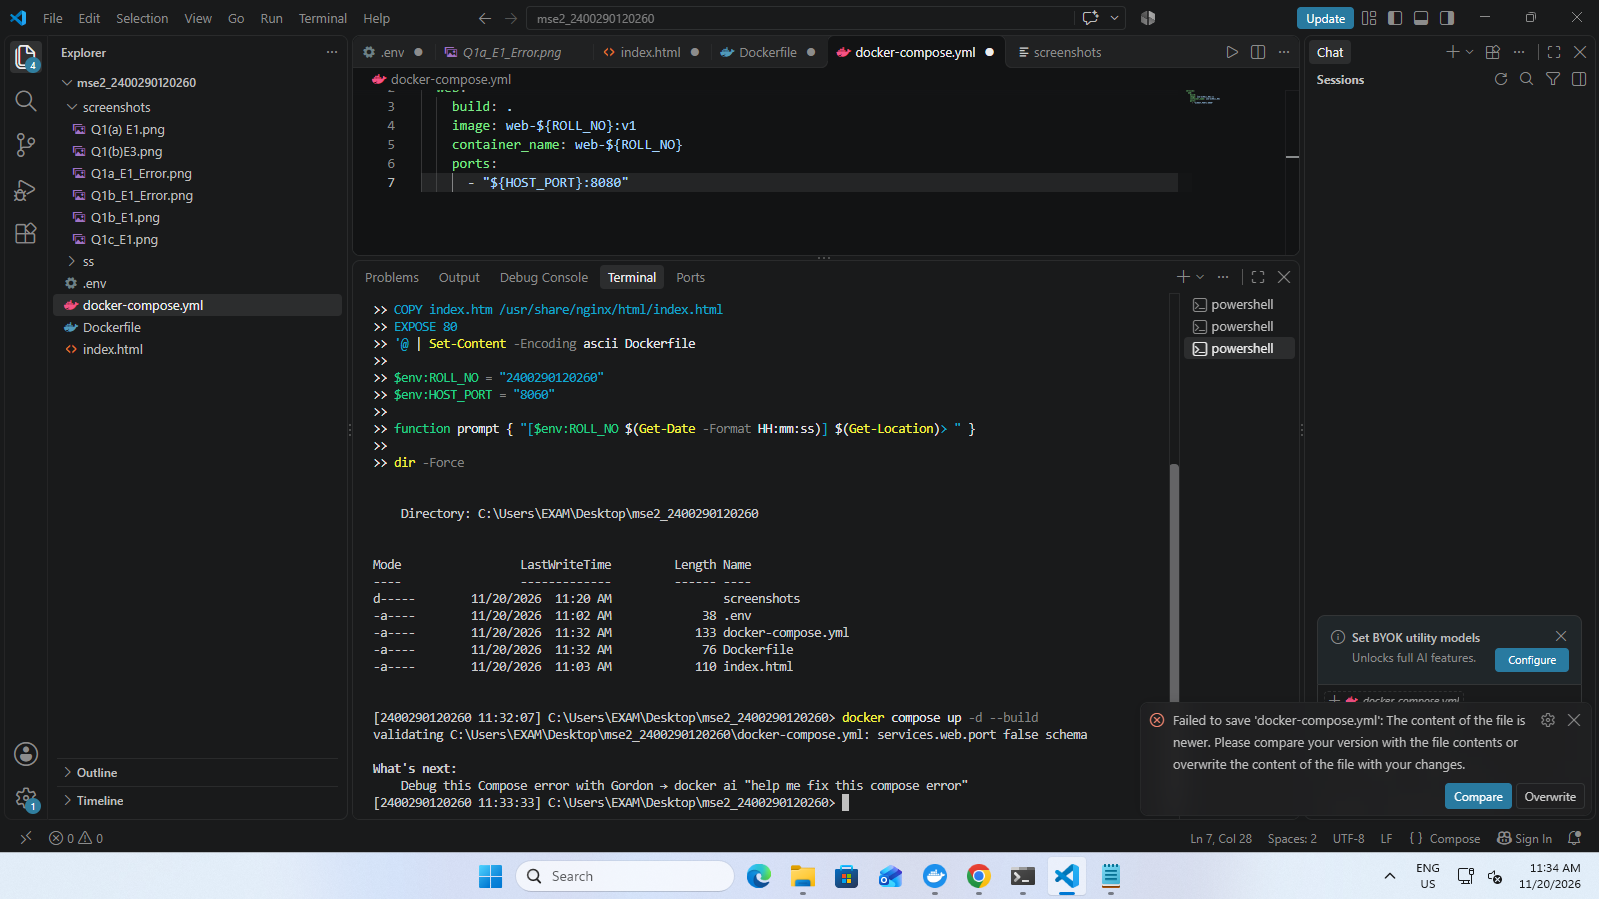 File Edit Selection View Go Run Terminal Help
mse2_2400290120260
Update
Explorer
mse2_2400290120260
screenshots
Q1(a) E1.png
Q1(b)E3.png
Q1a_E1_Error.png
Q1b_E1_Error.png
Q1b_E1.png
Q1c_E1.png
ss
.env
docker-compose.yml
Dockerfile
index.html
Outline
Timeline
4
1
.env
Q1a_E1_Error.png
index.html
Dockerfile
docker-compose.yml
screenshots
docker-compose.yml
2 web:
3 build: .
4 image: web-${ROLL_NO}:v1
5 container_name: web-${ROLL_NO}
6 ports:
7 - "${HOST_PORT}:8080"
Problems Output Debug Console Terminal Ports
>> COPY index.htm /usr/share/nginx/html/index.html
>> EXPOSE 80
>> '@ | Set-Content -Encoding ascii Dockerfile
>>
>> $env:ROLL_NO = "2400290120260"
>> $env:HOST_PORT = "8060"
>>
>> function prompt { "[$env:ROLL_NO $(Get-Date -Format HH:mm:ss)] $(Get-Location)> " }
>>
>> dir -Force
Directory: C:\Users\EXAM\Desktop\mse2_2400290120260
Mode LastWriteTime Length Name
---- ------------- ------ ----
d----- 11/20/2026 11:20 AM screenshots
-a---- 11/20/2026 11:02 AM 38 .env
-a---- 11/20/2026 11:32 AM 133 docker-compose.yml
-a---- 11/20/2026 11:32 AM 76 Dockerfile
-a---- 11/20/2026 11:03 AM 110 index.html
[2400290120260 11:32:07] C:\Users\EXAM\Desktop\mse2_2400290120260> docker compose up -d --build
validating C:\Users\EXAM\Desktop\mse2_2400290120260\docker-compose.yml: services.web.port false schema
What's next:
Debug this Compose error with Gordon → docker ai "help me fix this compose error"
[2400290120260 11:33:33] C:\Users\EXAM\Desktop\mse2_2400290120260>
powershell
powershell
powershell
Chat
Sessions
Set BYOK utility models
Unlocks full AI features.
Configure
docker-compose.yml
Failed to save 'docker-compose.yml': The content of the file is
newer. Please compare your version with the file contents or
overwrite the content of the file with your changes.
Compare
Overwrite
0 0
Ln 7, Col 28 Spaces: 2 UTF-8 LF { } Compose Sign In
Search
ENG
US
11:34 AM
11/20/2026